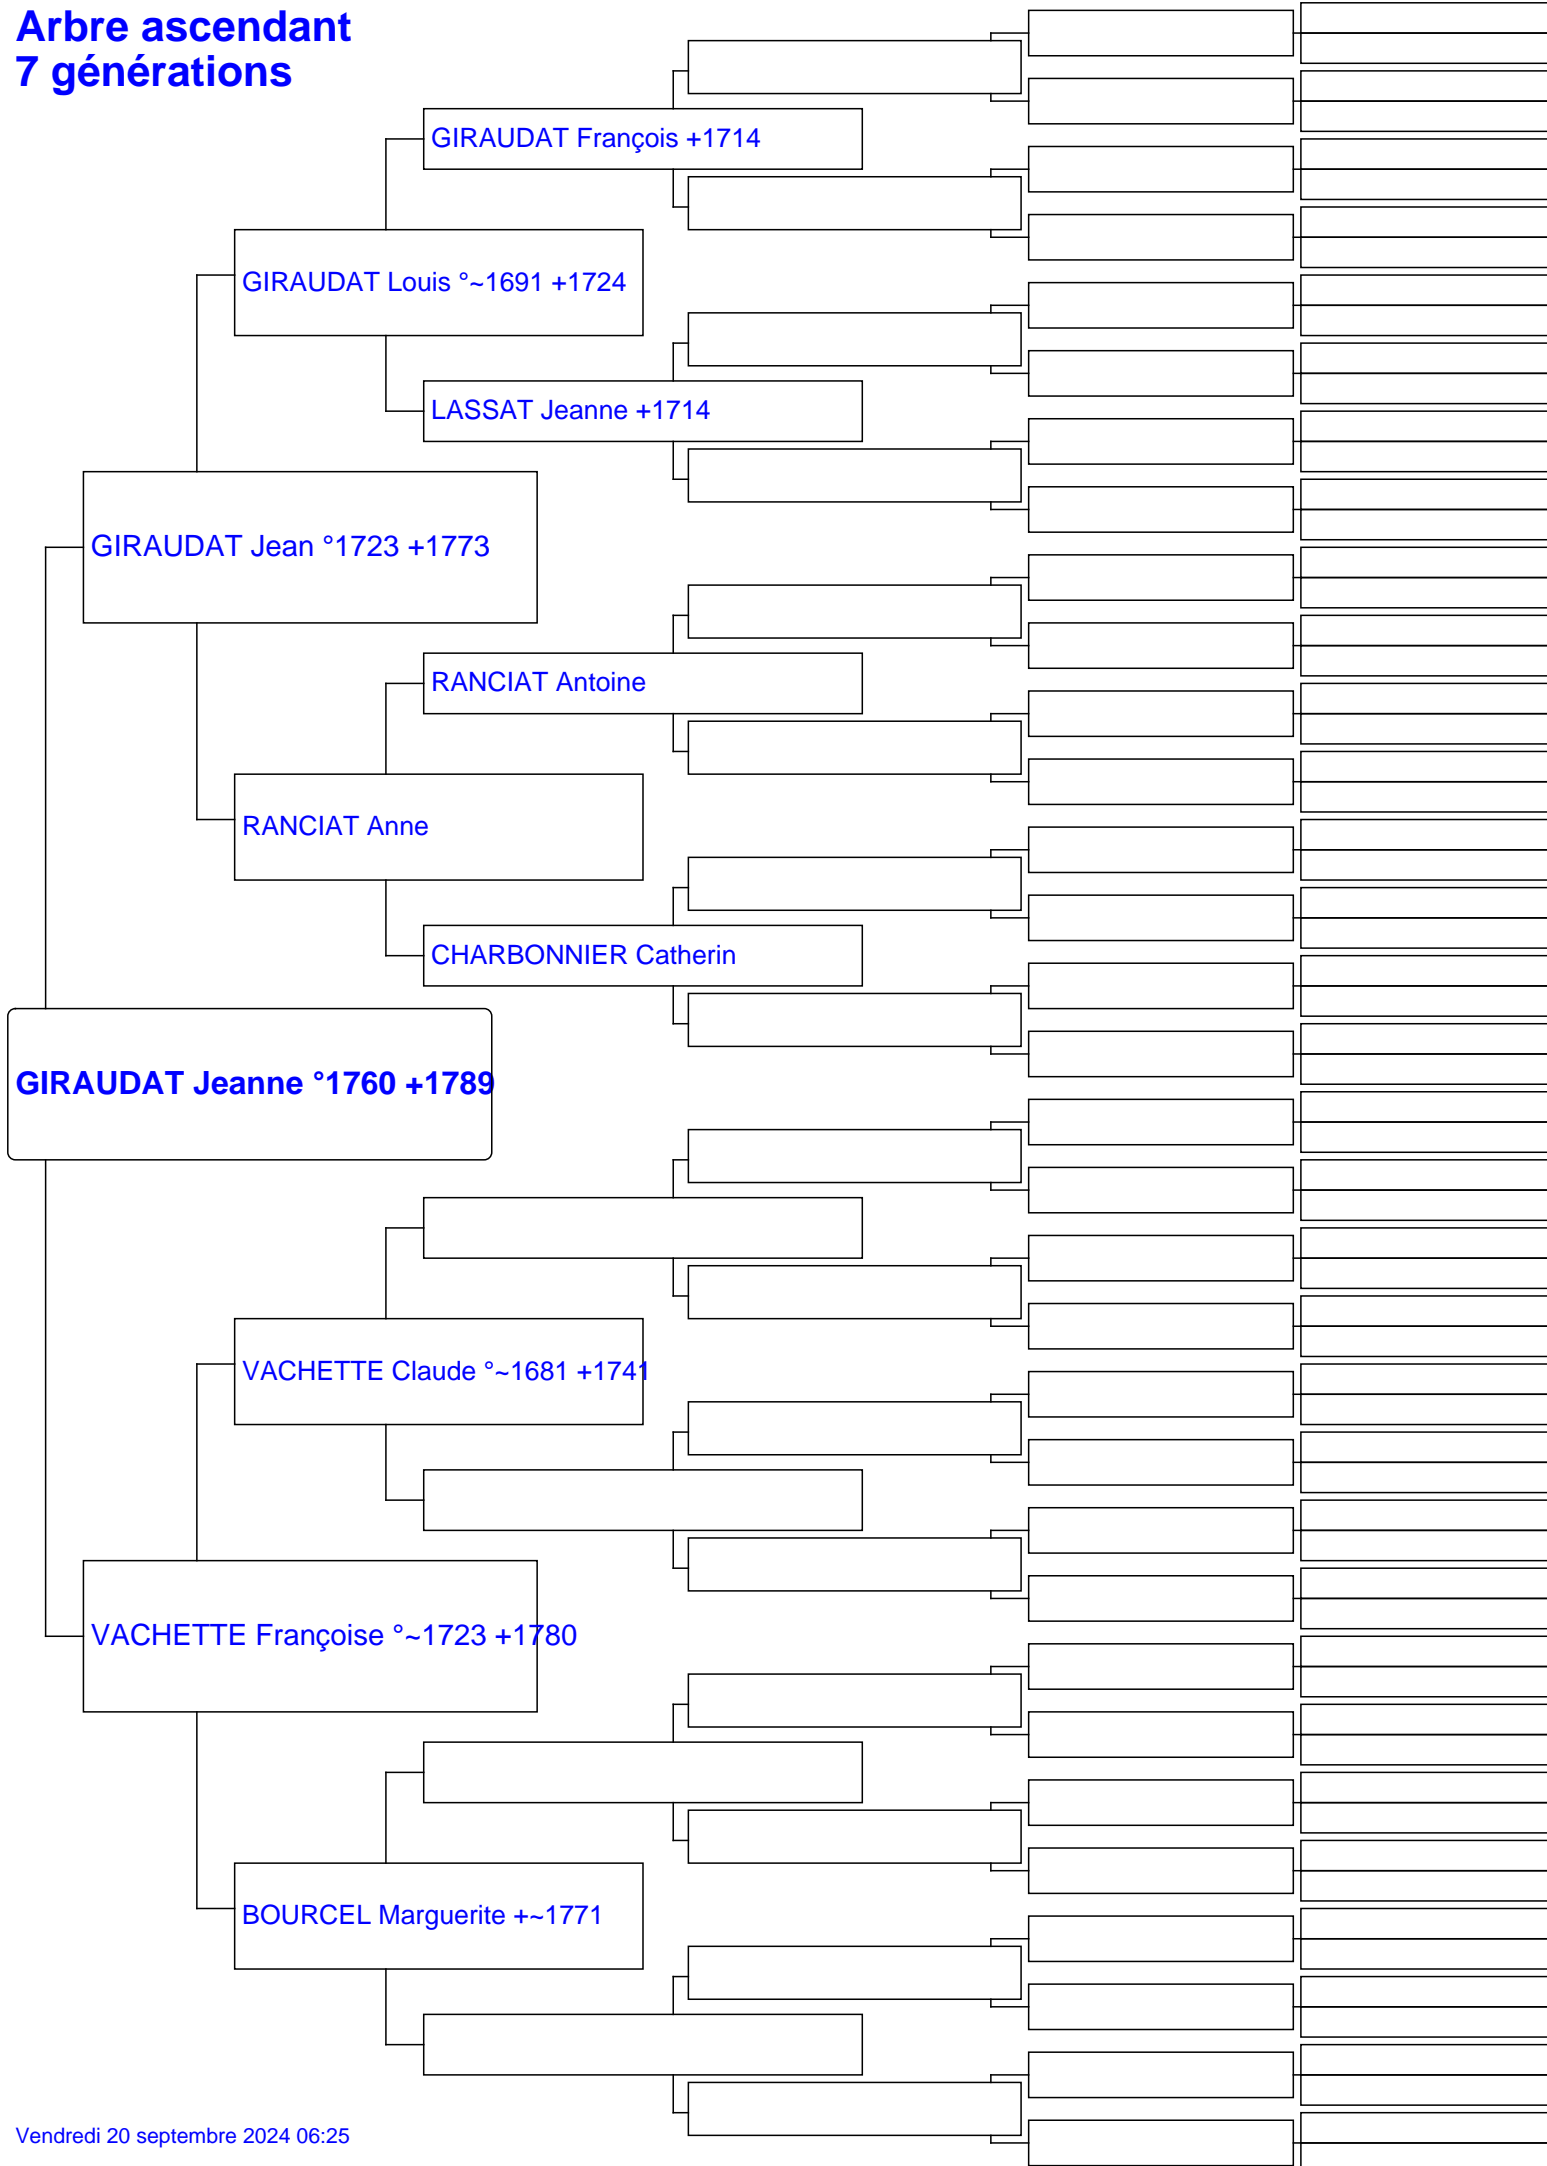 Arbre ascendant
7 générations
GIRAUDAT François +1714
GIRAUDAT Louis °~1691 +1724
LASSAT Jeanne +1714
GIRAUDAT Jean °1723 +1773
RANCIAT Antoine
RANCIAT Anne
CHARBONNIER Catherin
GIRAUDAT Jeanne °1760 +1789
VACHETTE Claude °~1681 +1741
VACHETTE Françoise °~1723 +1780
BOURCEL Marguerite +~1771
Vendredi 20 septembre 2024 06:25